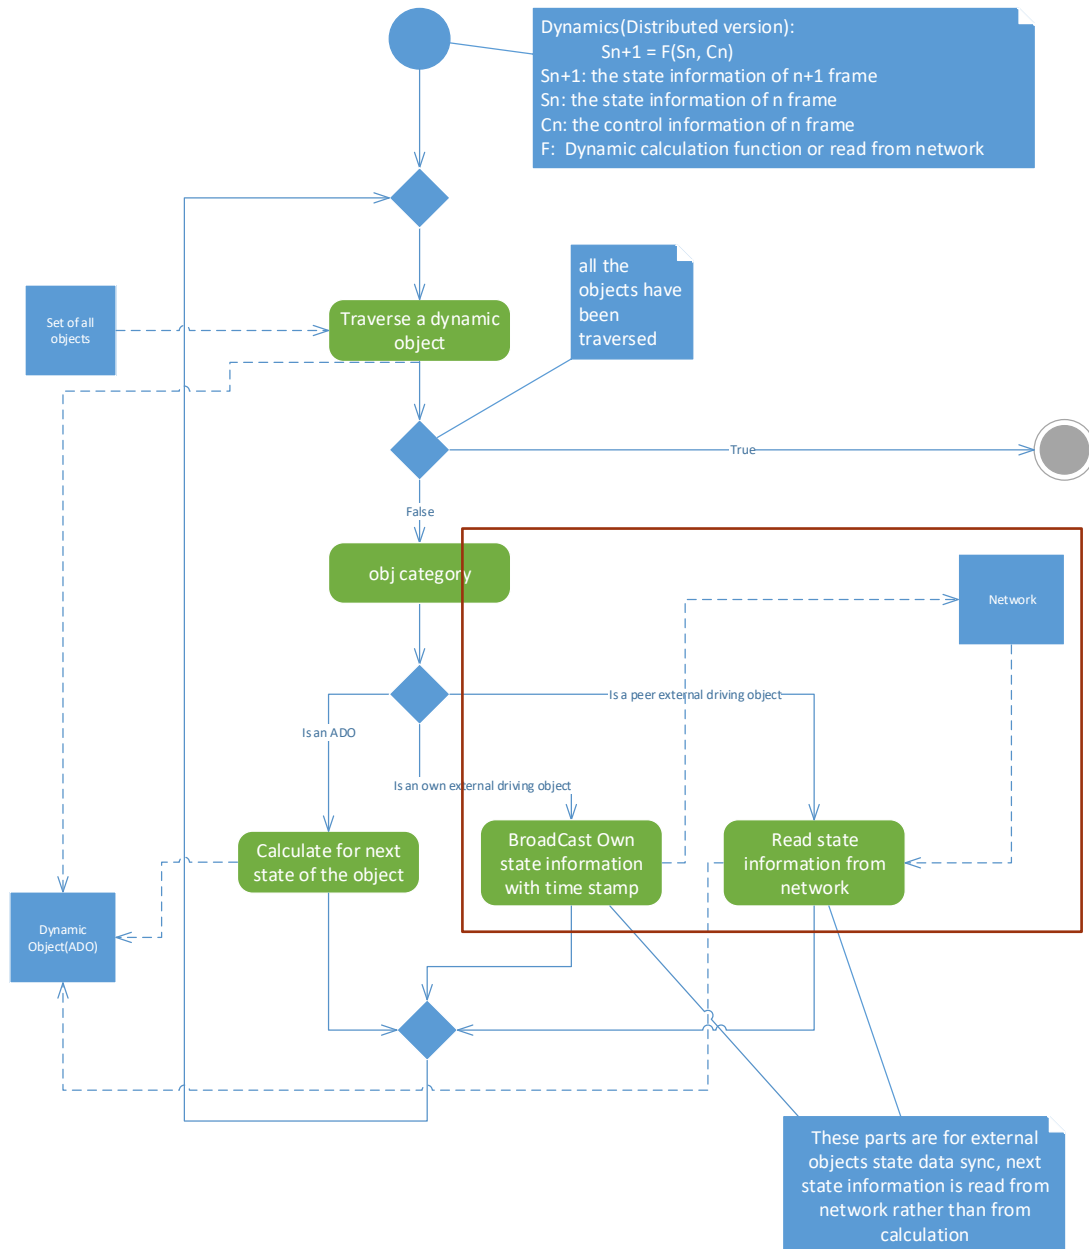 Dynamics(Distributed version):
Sn+1 = F(Sn, Cn)
Sn+1: the state information of n+1 frame
Sn: the state information of n frame
Cn: the control information of n frame
F:  Dynamic calculation function or read from network
all the
objects have
been
traversed
Set of all
objects
Traverse a dynamic
object
True
False
obj category
Network
Is a peer external driving object
Is an ADO
Is an own external driving object
Calculate for next
state of the object
BroadCast Own
state information
with time stamp
Read state
information from
network
Dynamic
Object(ADO)
These parts are for external
objects state data sync, next
state information is read from
network rather than from
calculation